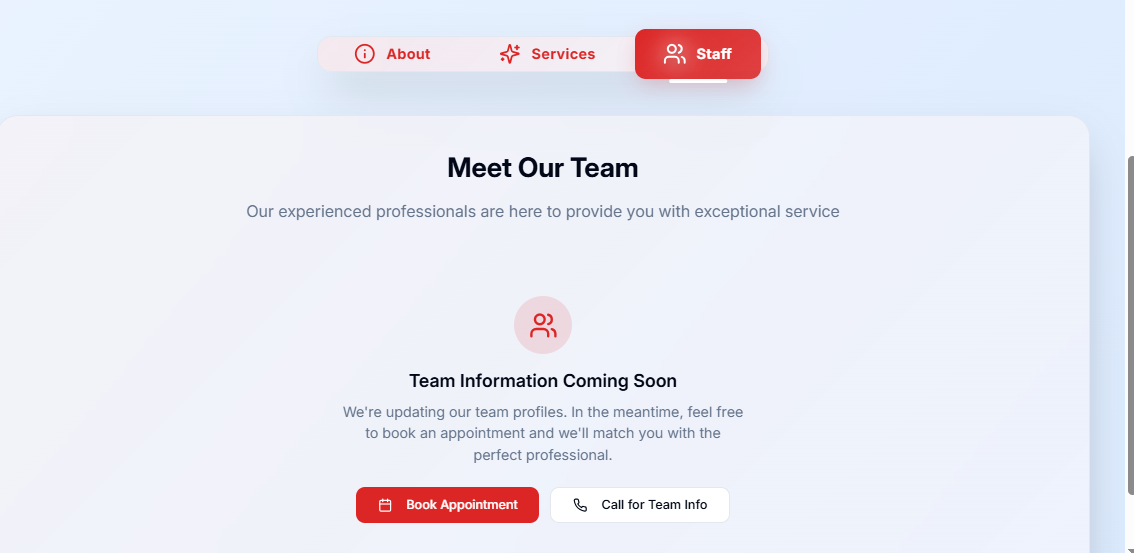 About
Services
Staff
Meet Our Team
Our experienced professionals are here to provide you with exceptional service
Team Information Coming Soon
We're updating our team profiles. In the meantime, feel free
to book an appointment and we'll match you with the
perfect professional.
Book Appointment
Call for Team Info